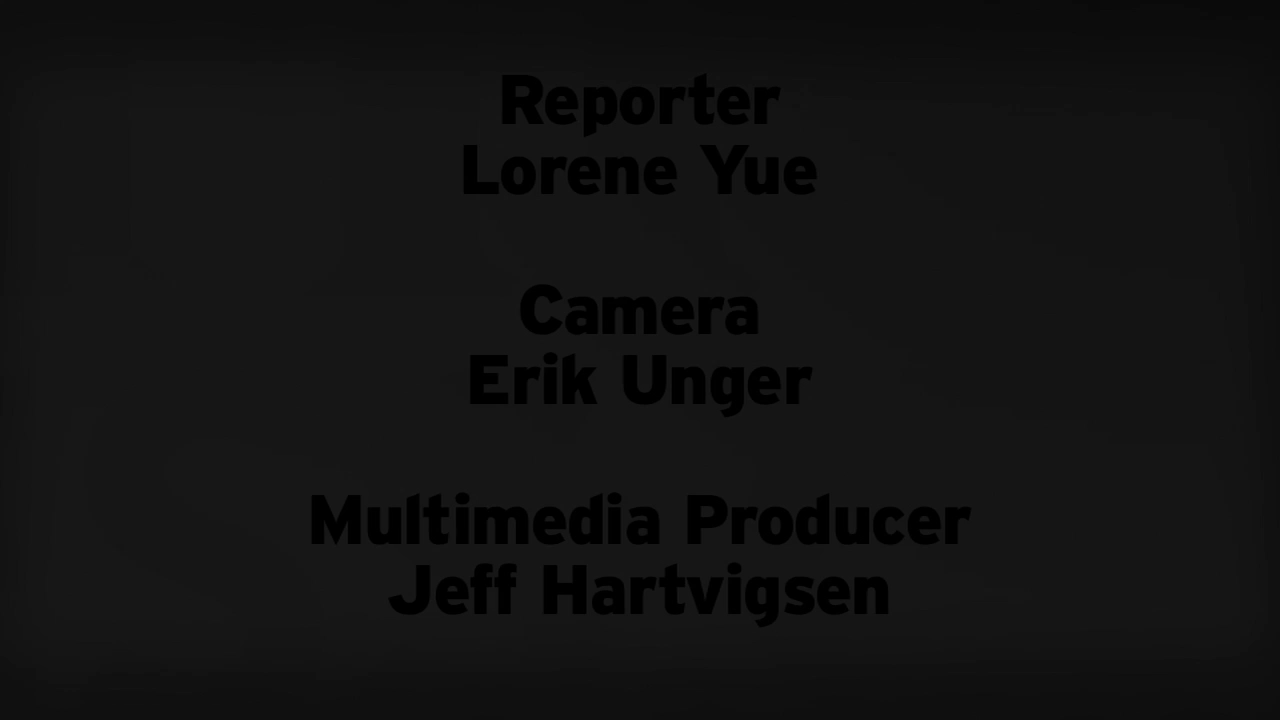 Reporter
Lorene Yue
Camera
Erik Unger
Multimedia Producer
Jeff Hartvigsen